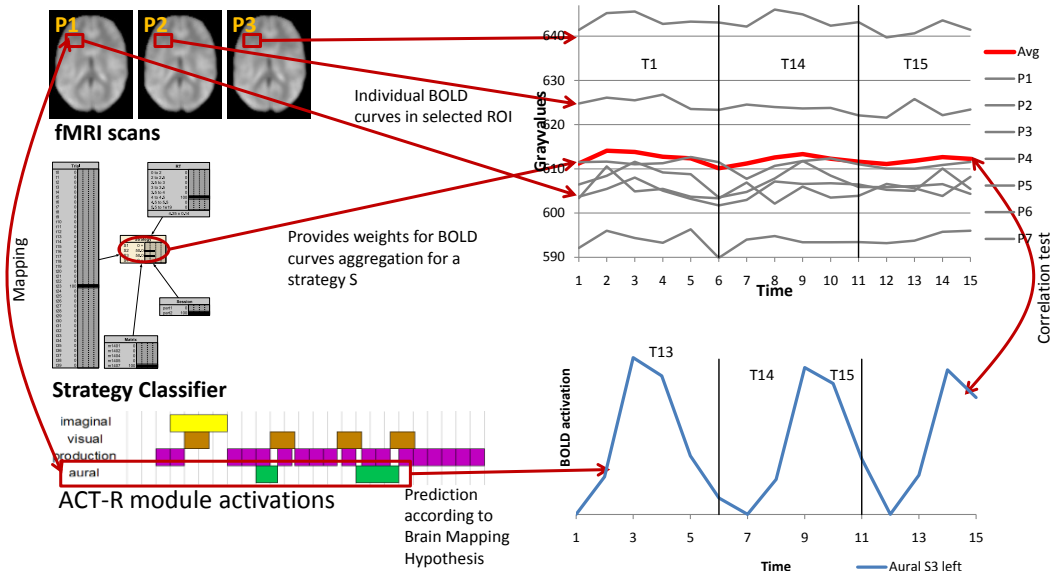 P1
P2
P3
fMRI scans
Individual BOLD
curves in selected ROI
Provides weights for BOLD
curves aggregation for a
strategy S
Mapping
Strategy Classifier
imaginal
visual
production
aural
ACT-R module activations
Prediction
according to
Brain Mapping
Hypothesis
Grayvalues
640
630
620
610
600
590
T1
T14
T15
1 2 3 4 5 6 7 8 9 10 11 12 13 14 15
Time
Avg
P1
P2
P3
P4
P5
P6
P7
Correlation test
BOLD activation
T13
T14
T15
1 3 5 7 9 11 13 15
Time
Aural S3 left